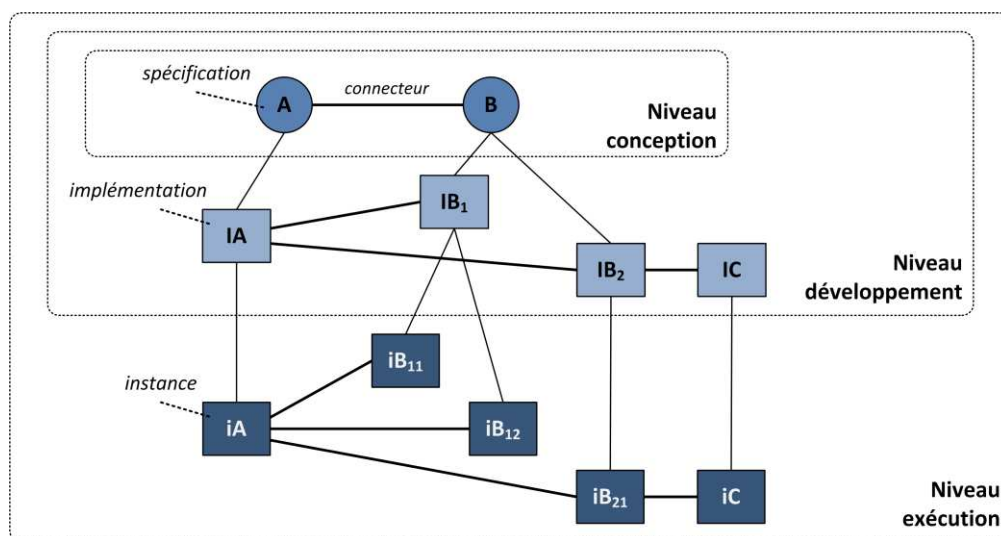 spécification
A
connecteur
B
Niveau
conception
implémentation
IA
IB₁
IB₂
IC
Niveau
développement
iB₁₁
instance
iA
iB₁₂
iB₂₁
iC
Niveau
exécution